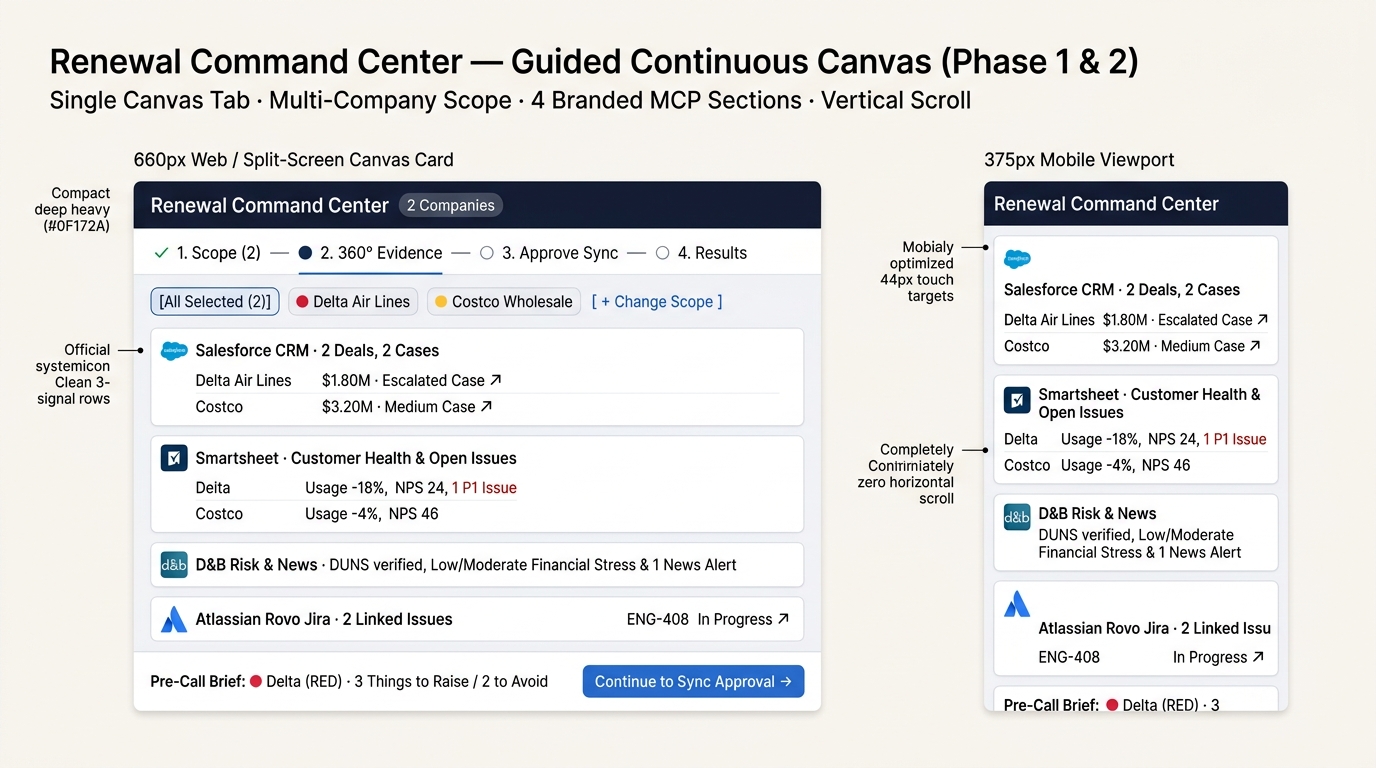 Renewal Command Center — Guided Continuous Canvas (Phase 1 & 2)
Single Canvas Tab · Multi-Company Scope · 4 Branded MCP Sections · Vertical Scroll
660px Web / Split-Screen Canvas Card
Compact
deep heavy
(#0F172A)
Renewal Command Center 2 Companies
1. Scope (2) — 2. 360° Evidence — 3. Approve Sync — 4. Results
[All Selected (2)] Delta Air Lines Costco Wholesale [ + Change Scope ]
Official
systemicon
Clean 3-
signal rows
salesforce Salesforce CRM · 2 Deals, 2 Cases
Delta Air Lines $1.80M · Escalated Case ↗
Costco $3.20M · Medium Case ↗
Smartsheet · Customer Health & Open Issues
Delta Usage -18%, NPS 24, 1 P1 Issue
Costco Usage -4%, NPS 46
d&b D&B Risk & News · DUNS verified, Low/Moderate Financial Stress & 1 News Alert
Atlassian Rovo Jira · 2 Linked Issues ENG-408 In Progress ↗
Pre-Call Brief: Delta (RED) · 3 Things to Raise / 2 to Avoid Continue to Sync Approval →
375px Mobile Viewport
Renewal Command Center
Mobialy
optimlzed
44px touch
targets
Salesforce CRM · 2 Deals, 2 Cases
Delta Air Lines $1.80M · Escalated Case ↗
Costco $3.20M · Medium Case ↗
Smartsheet · Customer Health &
Open Issues
Delta Usage -18%, NPS 24, 1 P1 Issue
Costco Usage -4%, NPS 46
Completely
zero horizontal
scroll
d&b D&B Risk & News
DUNS verified, Low/Moderate
Financial Stress & 1 News Alert
Atlassian Rovo Jira · 2 Linked Issu
ENG-408 In Progress ↗
Pre-Call Brief: Delta (RED) · 3